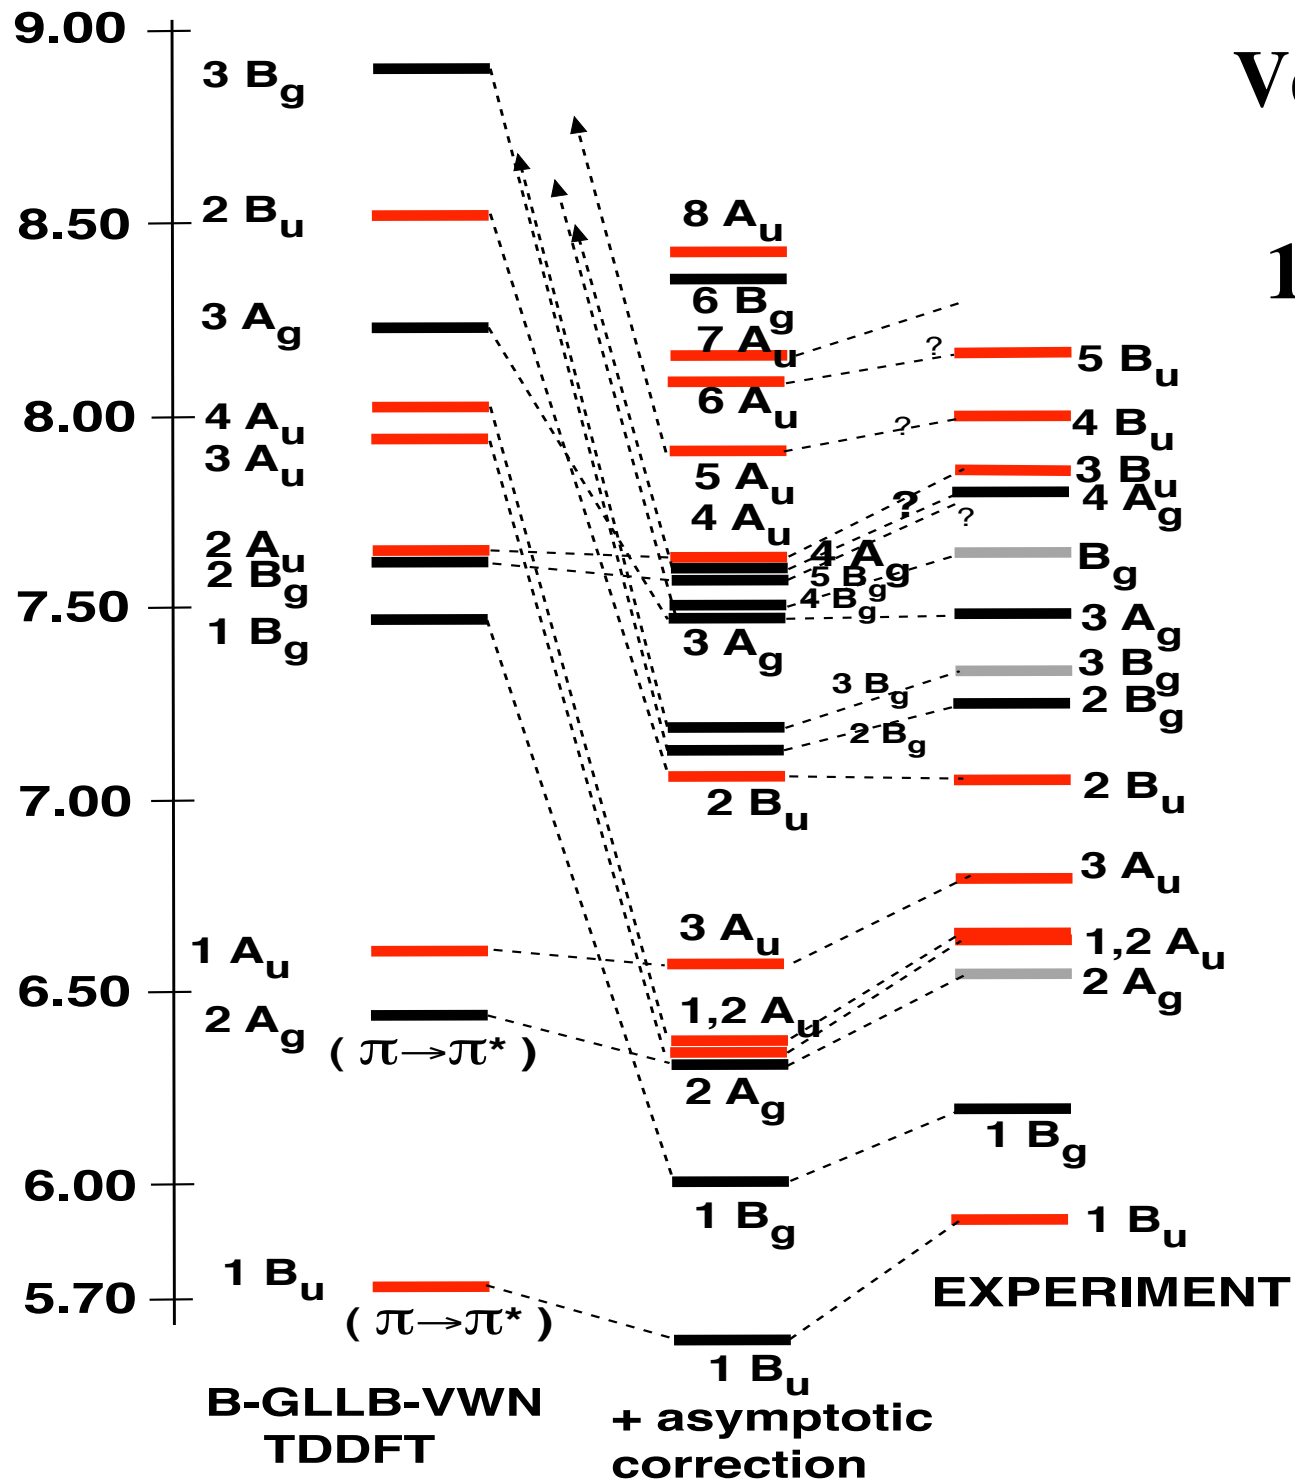 9.00
8.50
8.00
7.50
7.00
6.50
6.00
5.70
3 Bg
2 Bu
3 Ag
4 Au
3 Au
2 Au
2 Bg
1 Bg
1 Au
2 Ag
( π→π* )
1 Bu
( π→π* )
B-GLLB-VWN
TDDFT
8 Au
6 Bg
7 Au
6 Au
5 Au
4 Au
4 Ag
5 Bg
4 Bg
3 Ag
3 Bg
2 Bg
2 Bu
3 Au
1,2 Au
2 Ag
1 Bg
1 Bu
+ asymptotic
correction
?
?
?
?
5 Bu
4 Bu
3 Bu
4 Ag
Bg
3 Ag
3 Bg
2 Bg
2 Bu
3 Au
1,2 Au
2 Ag
1 Bg
1 Bu
EXPERIMENT
1